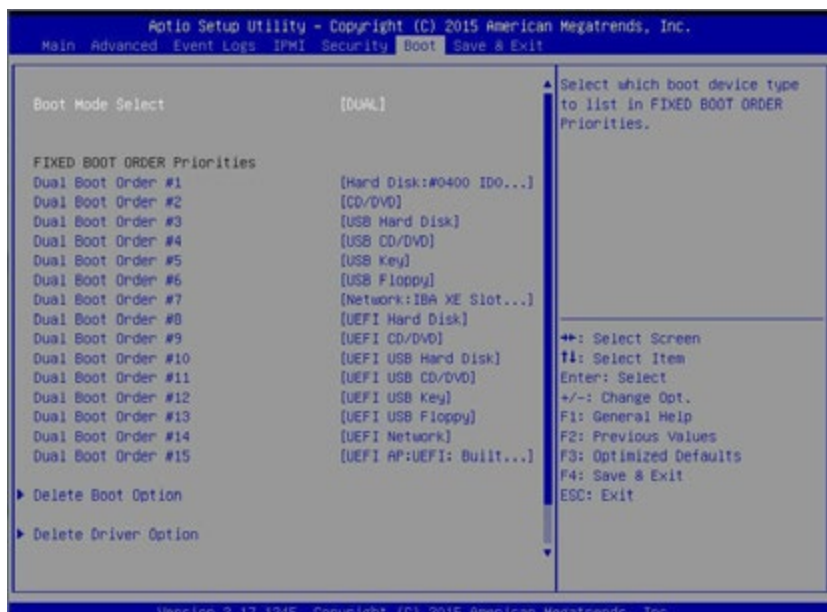 Aptio Setup Utility - Copyright (C) 2015 American Megatrends, Inc.
Main Advanced Event Logs IPMI Security Boot Save & Exit
Boot Mode Select [DUAL]
FIXED BOOT ORDER Priorities
Dual Boot Order #1 [Hard Disk:#0400 ID0...]
Dual Boot Order #2 [CD/DVD]
Dual Boot Order #3 [USB Hard Disk]
Dual Boot Order #4 [USB CD/DVD]
Dual Boot Order #5 [USB Key]
Dual Boot Order #6 [USB Floppy]
Dual Boot Order #7 [Network:IBA XE Slot...]
Dual Boot Order #8 [UEFI Hard Disk]
Dual Boot Order #9 [UEFI CD/DVD]
Dual Boot Order #10 [UEFI USB Hard Disk]
Dual Boot Order #11 [UEFI USB CD/DVD]
Dual Boot Order #12 [UEFI USB Key]
Dual Boot Order #13 [UEFI USB Floppy]
Dual Boot Order #14 [UEFI Network]
Dual Boot Order #15 [UEFI AP:UEFI: Built...]
Delete Boot Option
Delete Driver Option
Select which boot device type
to list in FIXED BOOT ORDER
Priorities.
→←: Select Screen
↑↓: Select Item
Enter: Select
+/-: Change Opt.
F1: General Help
F2: Previous Values
F3: Optimized Defaults
F4: Save & Exit
ESC: Exit
Version 2.17.1245. Copyright (C) 2015 American Megatrends, Inc.